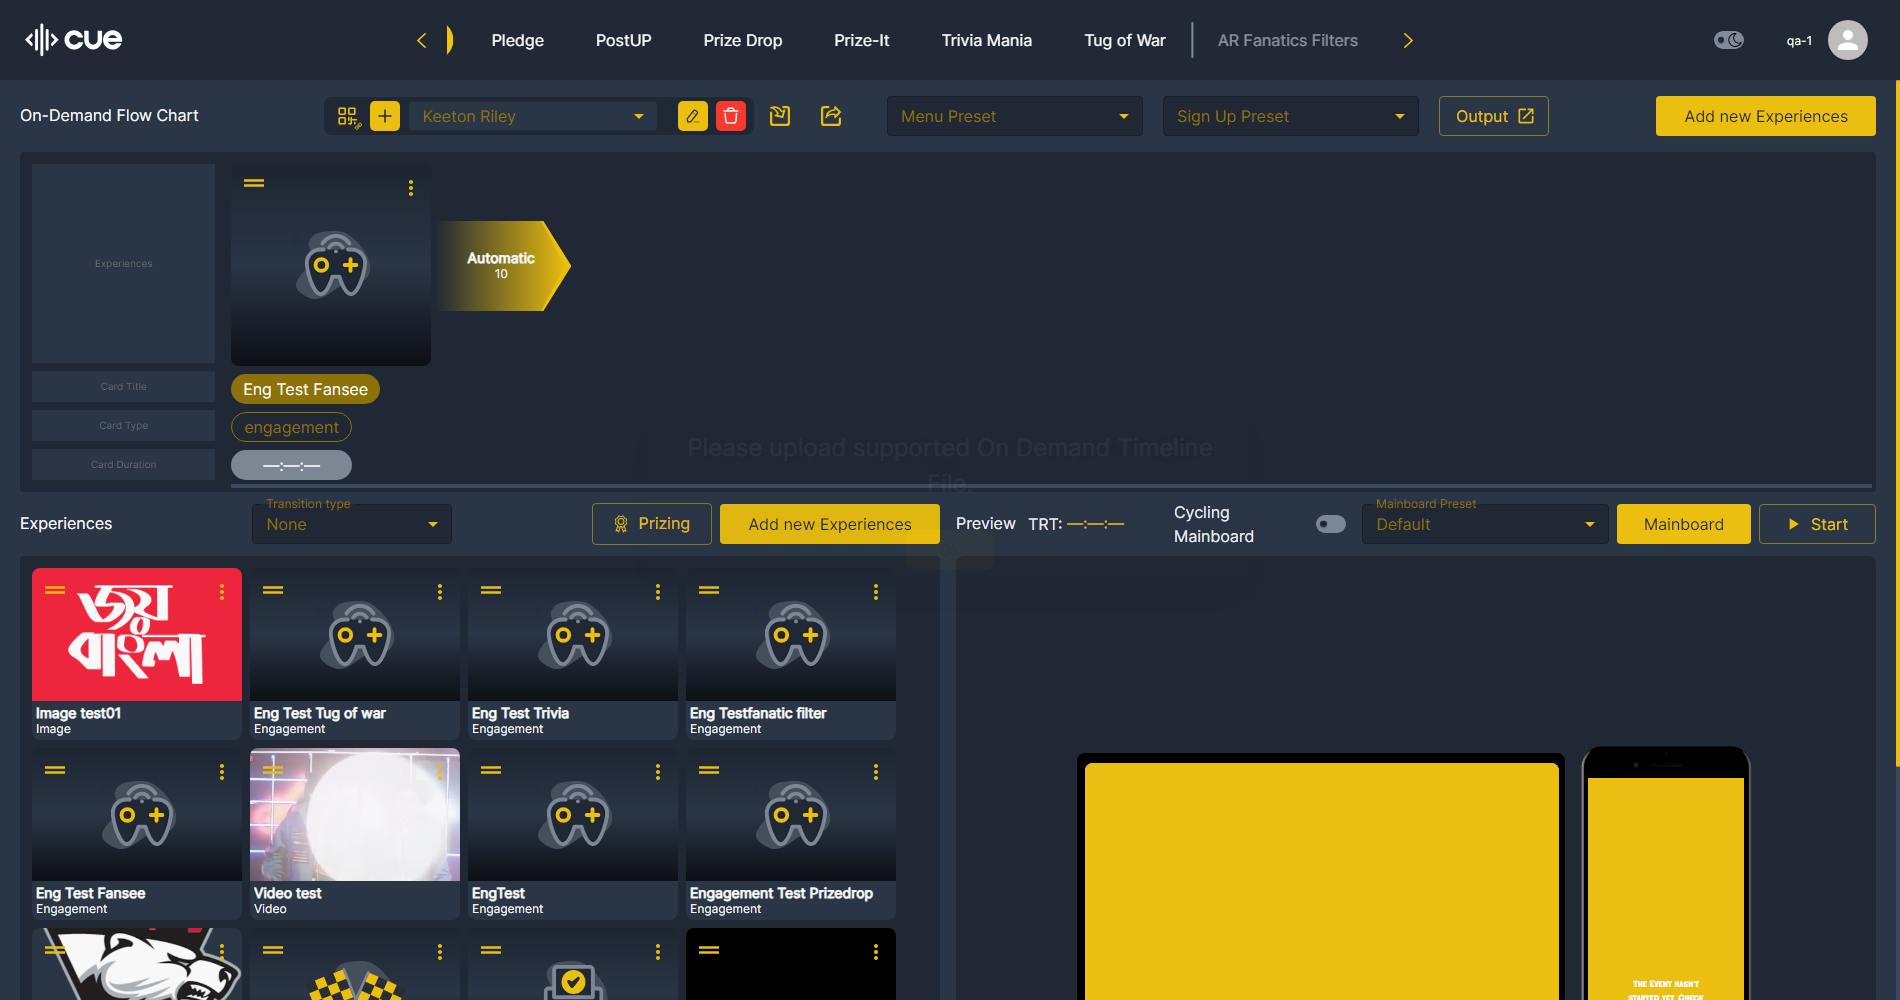 cue
Pledge
PostUP
Prize Drop
Prize-It
Trivia Mania
Tug of War
AR Fanatics Filters
qa-1
On-Demand Flow Chart
Keeton Riley
Menu Preset
Sign Up Preset
Output
Add new Experiences
Experiences
Automatic
10
Card Title
Eng Test Fansee
Card Type
engagement
Card Duration
—:—:—
Please upload supported On Demand Timeline
File.
Experiences
Transition type
None
Prizing
Add new Experiences
Preview
TRT: —:—:—
Cycling
Mainboard
Mainboard Preset
Default
Mainboard
Start
জয়
বাংলা
Image test01
Image
Eng Test Tug of war
Engagement
Eng Test Trivia
Engagement
Eng Testfanatic filter
Engagement
Eng Test Fansee
Engagement
Video test
Video
EngTest
Engagement
Engagement Test Prizedrop
Engagement
The Event hasn't
started yet. Check